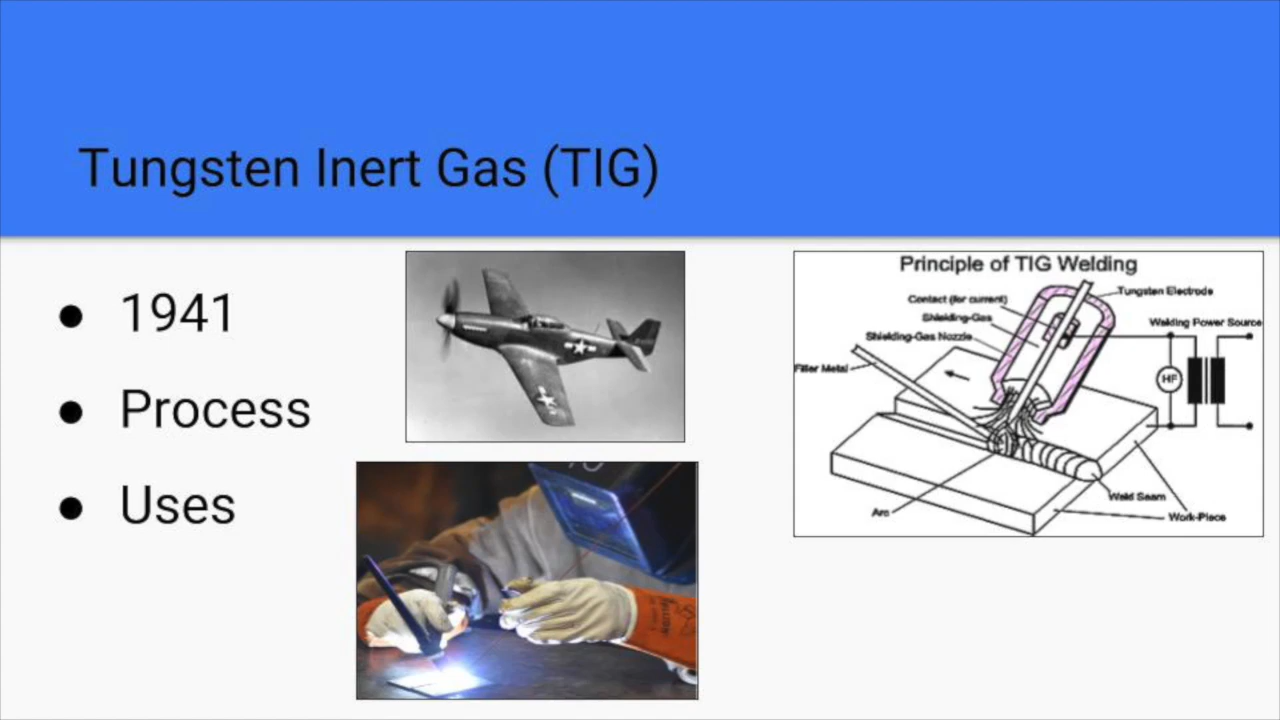 Tungsten Inert Gas (TIG)
1941
Process
Uses
Principle of TIG Welding
Tungsten Electrode
Contact (for current)
Shielding-Gas
Welding Power Source
Shielding-Gas Nozzle
Filler Metal
HF
Weld Seam
Arc
Work-Piece